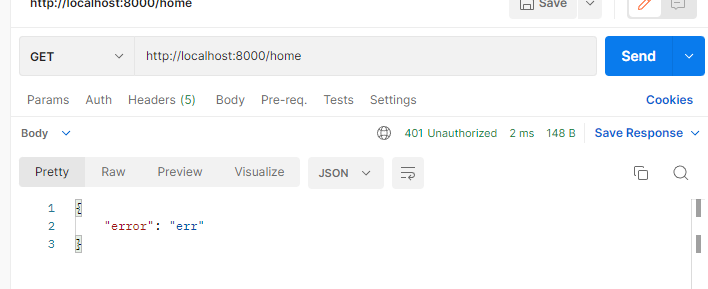 http://localhost:8000/home
Save
GET http://localhost:8000/home Send
Params Auth Headers (5) Body Pre-req. Tests Settings Cookies
Body 401 Unauthorized 2 ms 148 B Save Response
Pretty Raw Preview Visualize JSON
1 {
2 "error": "err"
3 }